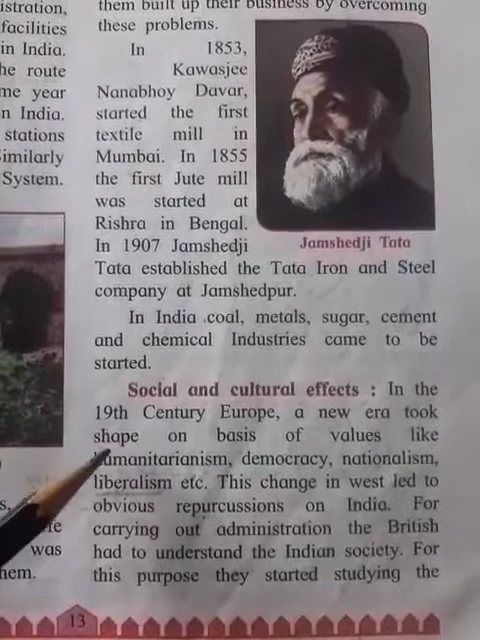 istration,
facilities
in India.
he route
me year
n India.
stations
Similarly
System.
s,
was
hem.
them built up their business by overcoming
these problems.
In 1853,
Kawasjee
Nanabhoy Davar,
started the first
textile mill in
Mumbai. In 1855
the first Jute mill
was started at
Rishra in Bengal.
In 1907 Jamshedji
Tata established the Tata Iron and Steel
company at Jamshedpur.
Jamshedji Tata
In India coal, metals, sugar, cement
and chemical Industries came to be
started.
Social and cultural effects : In the
19th Century Europe, a new era took
shape on basis of values like
humanitarianism, democracy, nationalism,
liberalism etc. This change in west led to
obvious repurcussions on India. For
carrying out administration the British
had to understand the Indian society. For
this purpose they started studying the
13